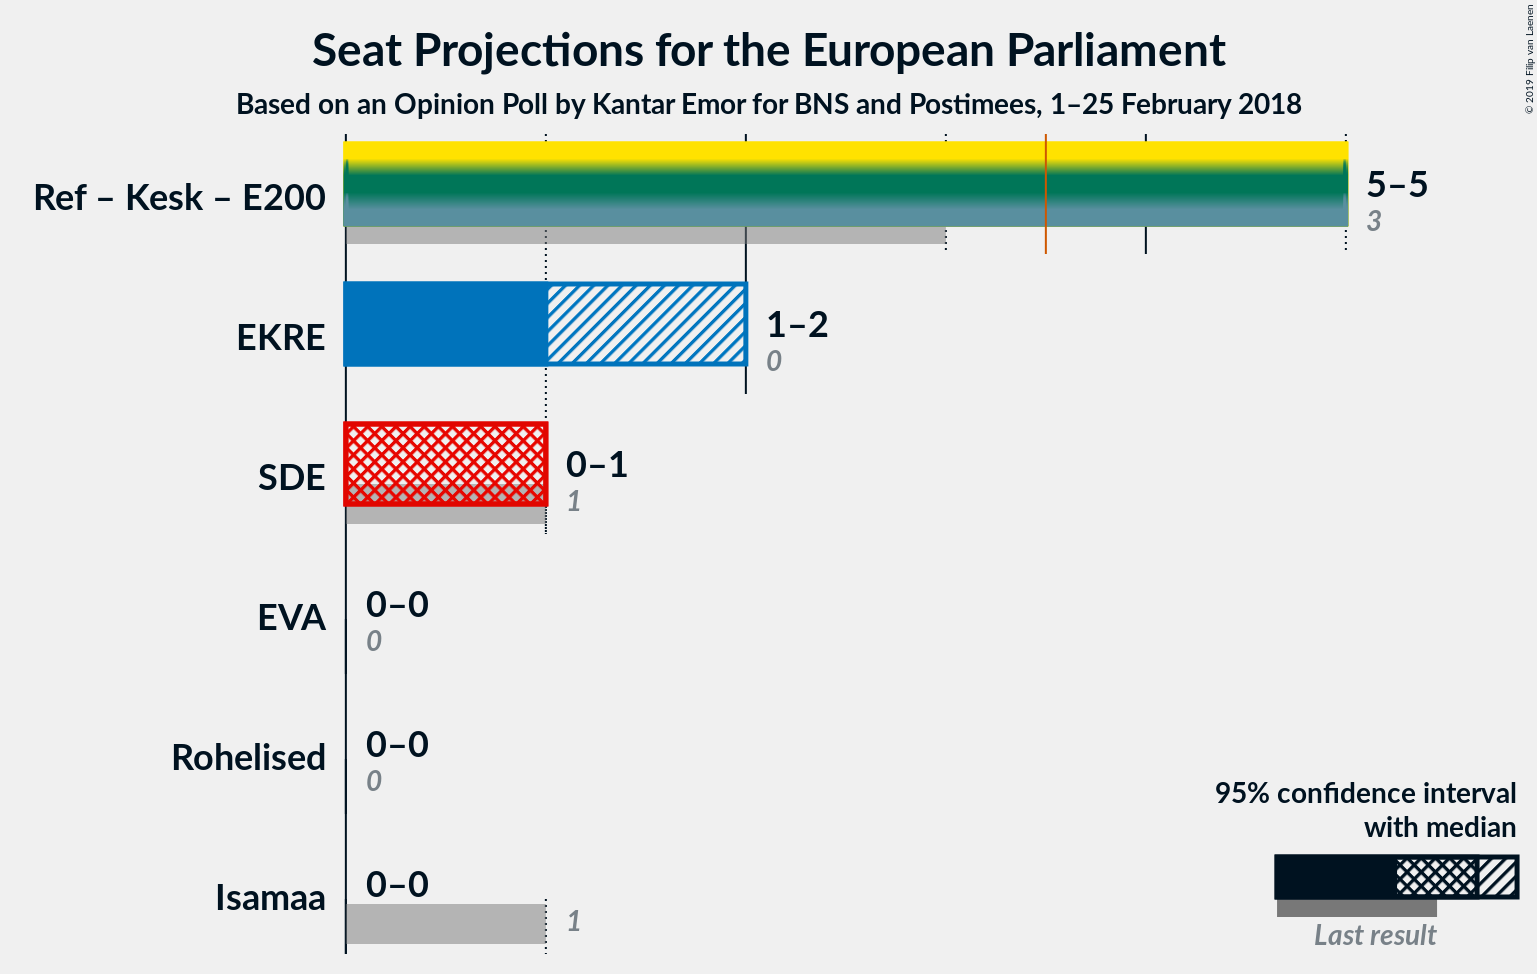 Seat Projections for the European Parliament
Based on an Opinion Poll by Kantar Emor for BNS and Postimees, 1–25 February 2018
© 2019 Filip van Laenen
Ref – Kesk – E200
5–5
3
EKRE
1–2
0
SDE
0–1
1
EVA
0–0
0
Rohelised
0–0
0
Isamaa
0–0
1
95% confidence interval
with median
Last result